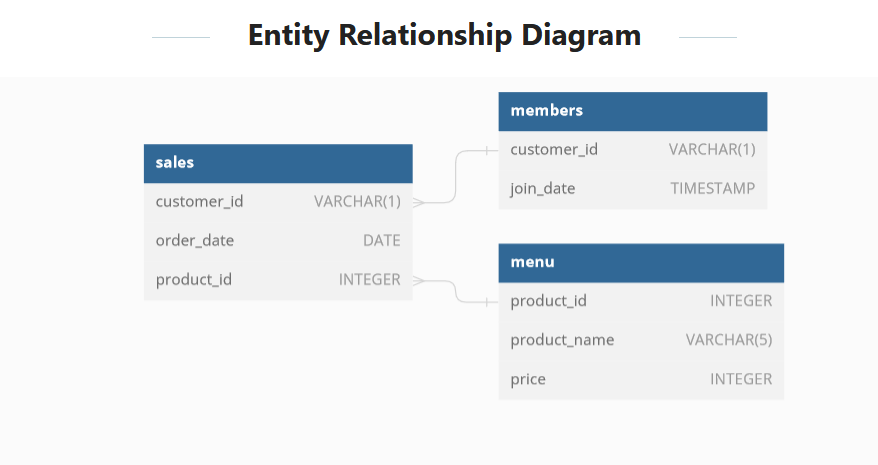 Entity Relationship Diagram
sales
customer_id VARCHAR(1)
order_date DATE
product_id INTEGER
members
customer_id VARCHAR(1)
join_date TIMESTAMP
menu
product_id INTEGER
product_name VARCHAR(5)
price INTEGER